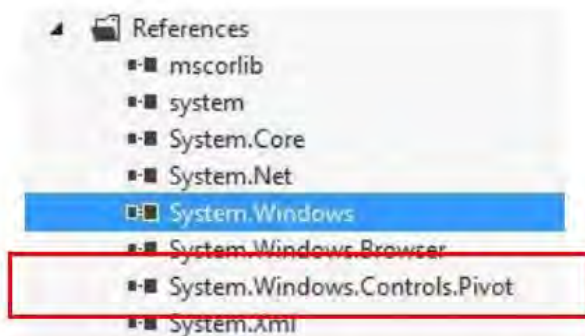 References
mscorlib
system
System.Core
System.Net
System.Windows
System.Windows.Browser
System.Windows.Controls.Pivot
System.Xml